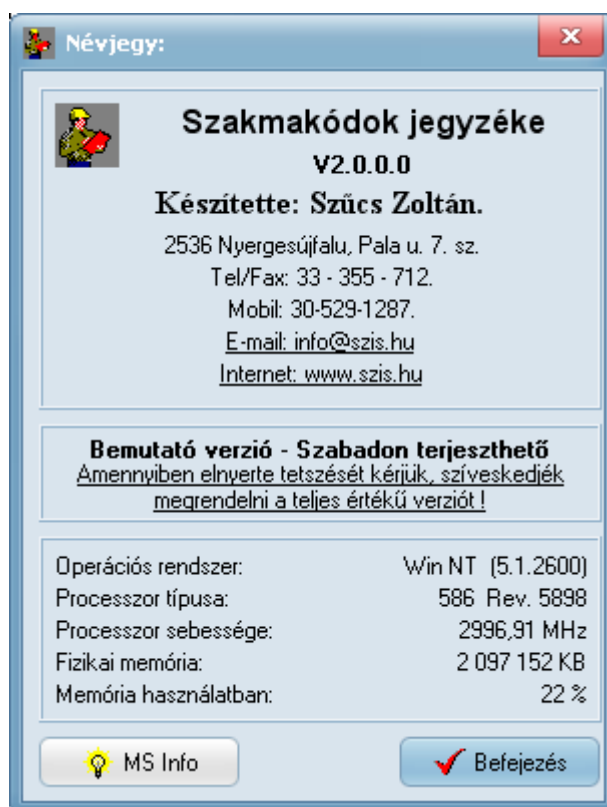 Névjegy:
Szakmakódok jegyzéke
V2.0.0.0
Készítette: Szűcs Zoltán.
2536 Nyergesújfalu, Pala u. 7. sz.
Tel/Fax: 33 - 355 - 712.
Mobil: 30-529-1287.
E-mail: info@szis.hu
Internet: www.szis.hu
Bemutató verzió - Szabadon terjeszthető
Amennyiben elnyerte tetszését kérjük, szíveskedjék
megrendelni a teljes értékű verziót !
Operációs rendszer: Win NT (5.1.2600)
Processzor típusa: 586 Rev. 5898
Processzor sebessége: 2996,91 MHz
Fizikai memória: 2 097 152 KB
Memória használatban: 22 %
MS Info Befejezés